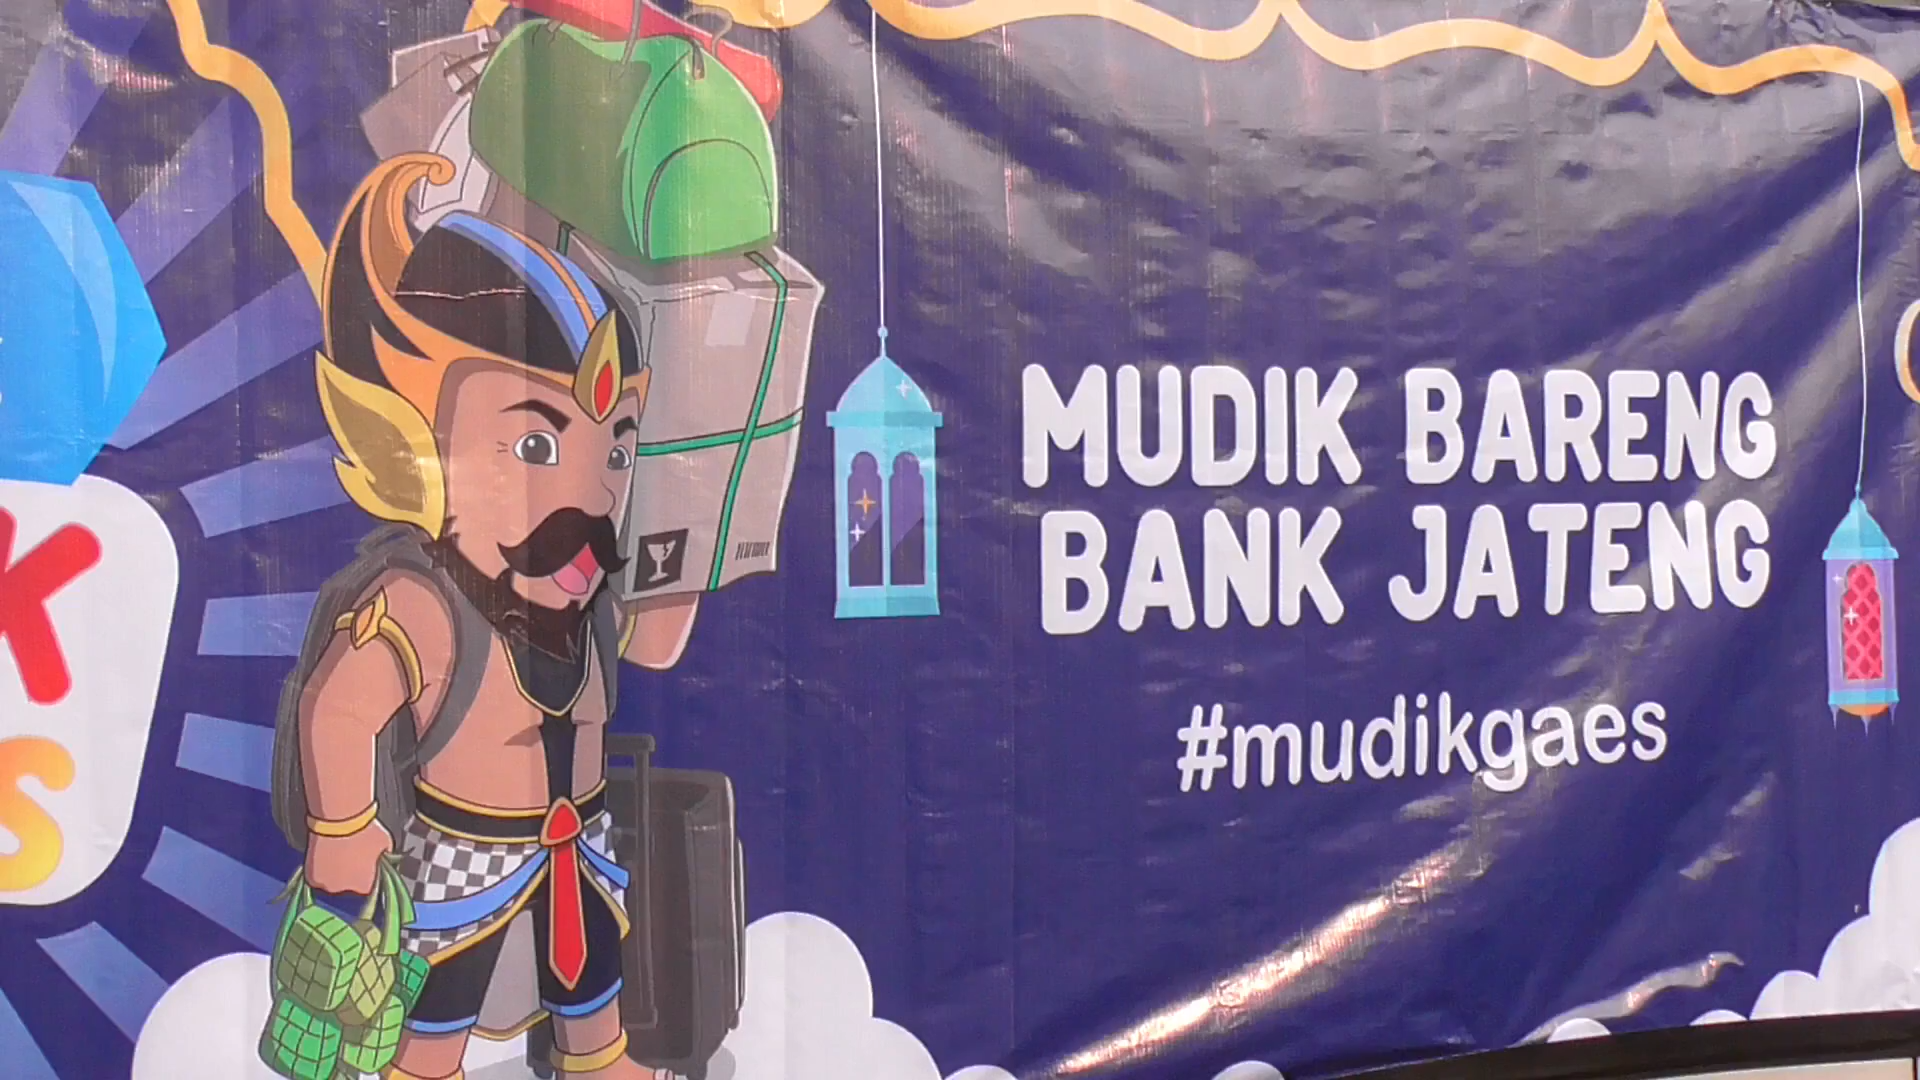 K
S
MUDIK BARENG
BANK JATENG
#mudikgaes